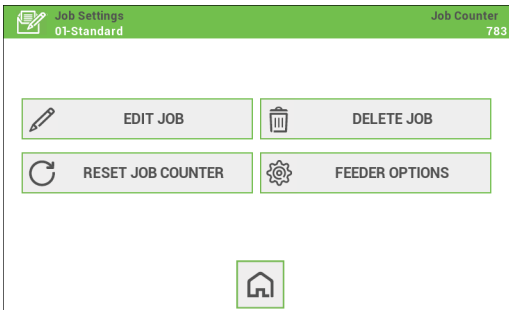 Job Settings
Job Counter
01-Standard
783
EDIT JOB
DELETE JOB
RESET JOB COUNTER
FEEDER OPTIONS